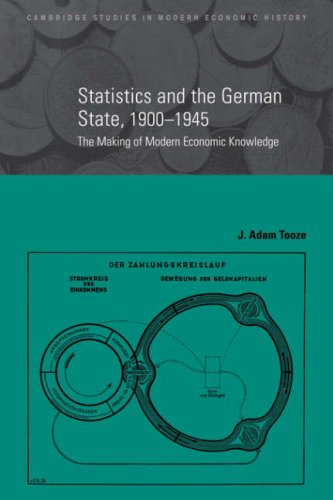 CAMBRIDGE STUDIES IN MODERN ECONOMIC HISTORY
Statistics and the German
State, 1900–1945
The Making of Modern Economic Knowledge
J. Adam Tooze
DER ZAHLUNGSKREISLAUF
STROMKREIS
DES
EINKOMMENS
BEWEGUNG DER GELDKAPITALIEN